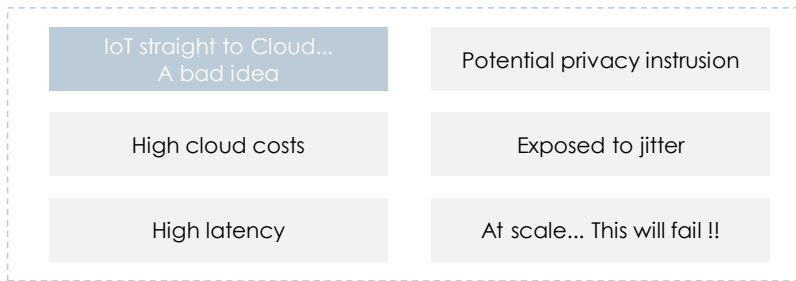 IoT straight to Cloud...
A bad idea
Potential privacy instrusion
High cloud costs
Exposed to jitter
High latency
At scale... This will fail !!